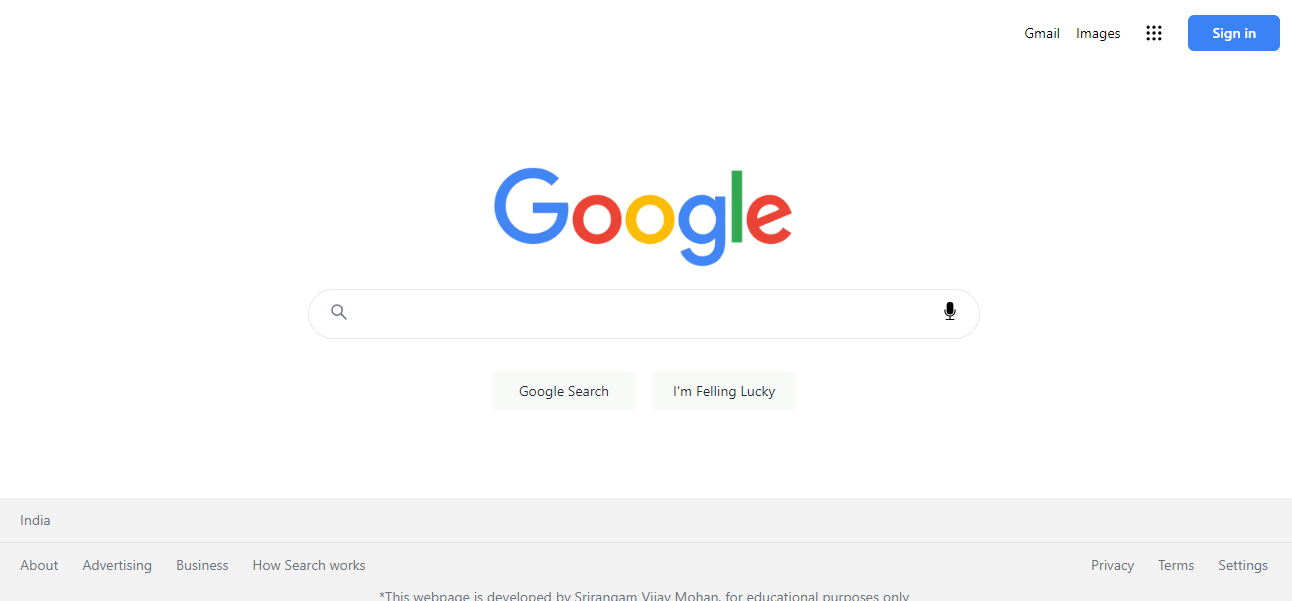 Gmail Images Sign in
Google
Google Search I'm Felling Lucky
India
About Advertising Business How Search works Privacy Terms Settings
*This webpage is developed by Srirangam Vijay Mohan, for educational purposes only